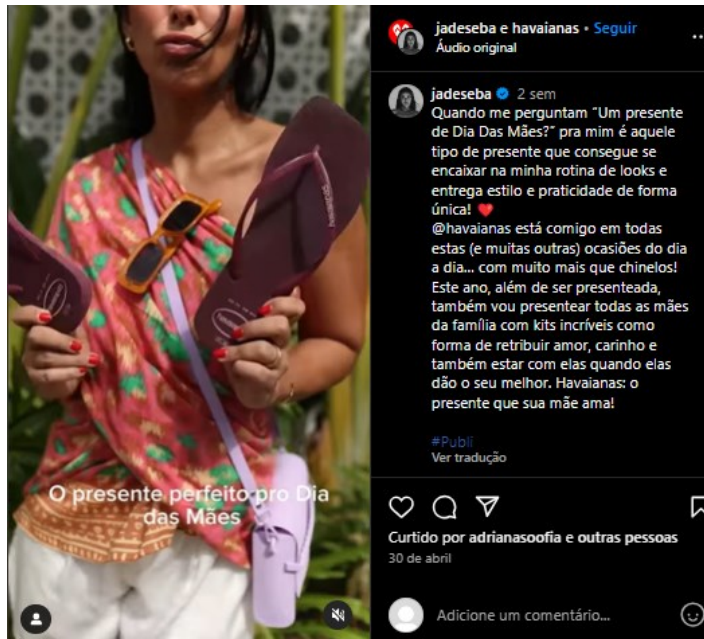 O presente perfeito pro Dia
das Mães
jadeseba e havaianas • Seguir
Áudio original
jadeseba 2 sem
Quando me perguntam “Um presente
de Dia Das Mães?” pra mim é aquele
tipo de presente que consegue se
encaixar na minha rotina de looks e
entrega estilo e praticidade de forma
única! ❤️
@havaianas está comigo em todas
estas (e muitas outras) ocasiões do dia
a dia... com muito mais que chinelos!
Este ano, além de ser presenteada,
também vou presentear todas as mães
da família com kits incríveis como
forma de retribuir amor, carinho e
também estar com elas quando elas
dão o seu melhor. Havaianas: o
presente que sua mãe ama!
#Publi
Ver tradução
Curtido por adrianasoofia e outras pessoas
30 de abril
Adicione um comentário...